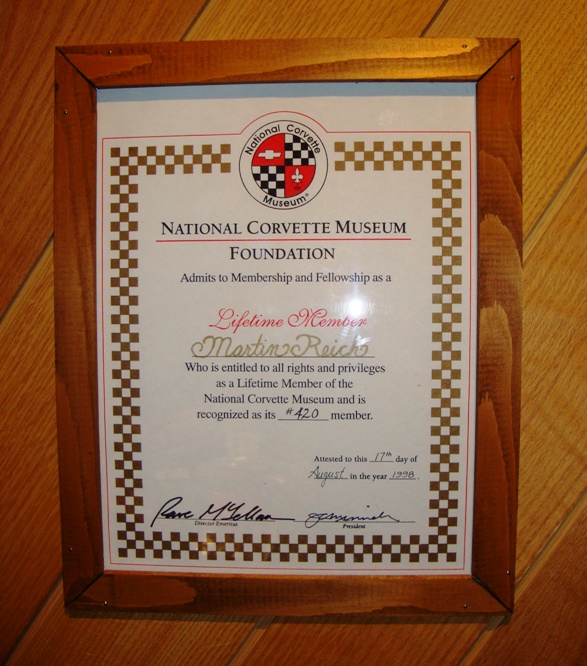 National Corvette
Museum®
NATIONAL CORVETTE MUSEUM
FOUNDATION
Admits to Membership and Fellowship as a
Lifetime Member
Martin Reich
Who is entitled to all rights and privileges
as a Lifetime Member of the
National Corvette Museum and is
recognized as its #420 member.
Attested to this 17th day of
August in the year 1998.
Director Emeritus
President